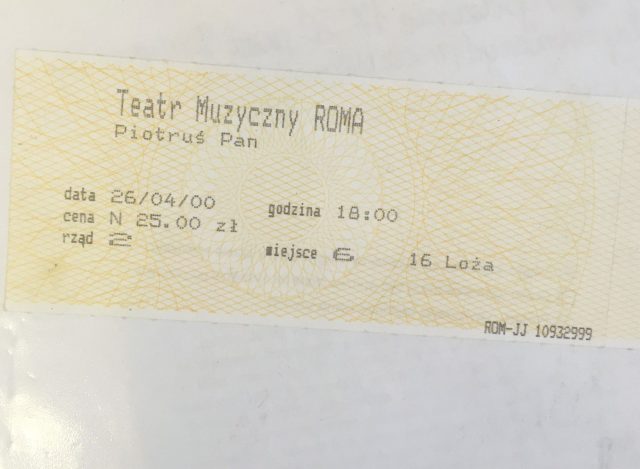 Teatr Muzyczny ROMA
Piotruś Pan
data 26/04/00 godzina 18:00
cena N 25.00 zł
rząd 2 miejsce 6 16 Loża
ROM-JJ 10932999